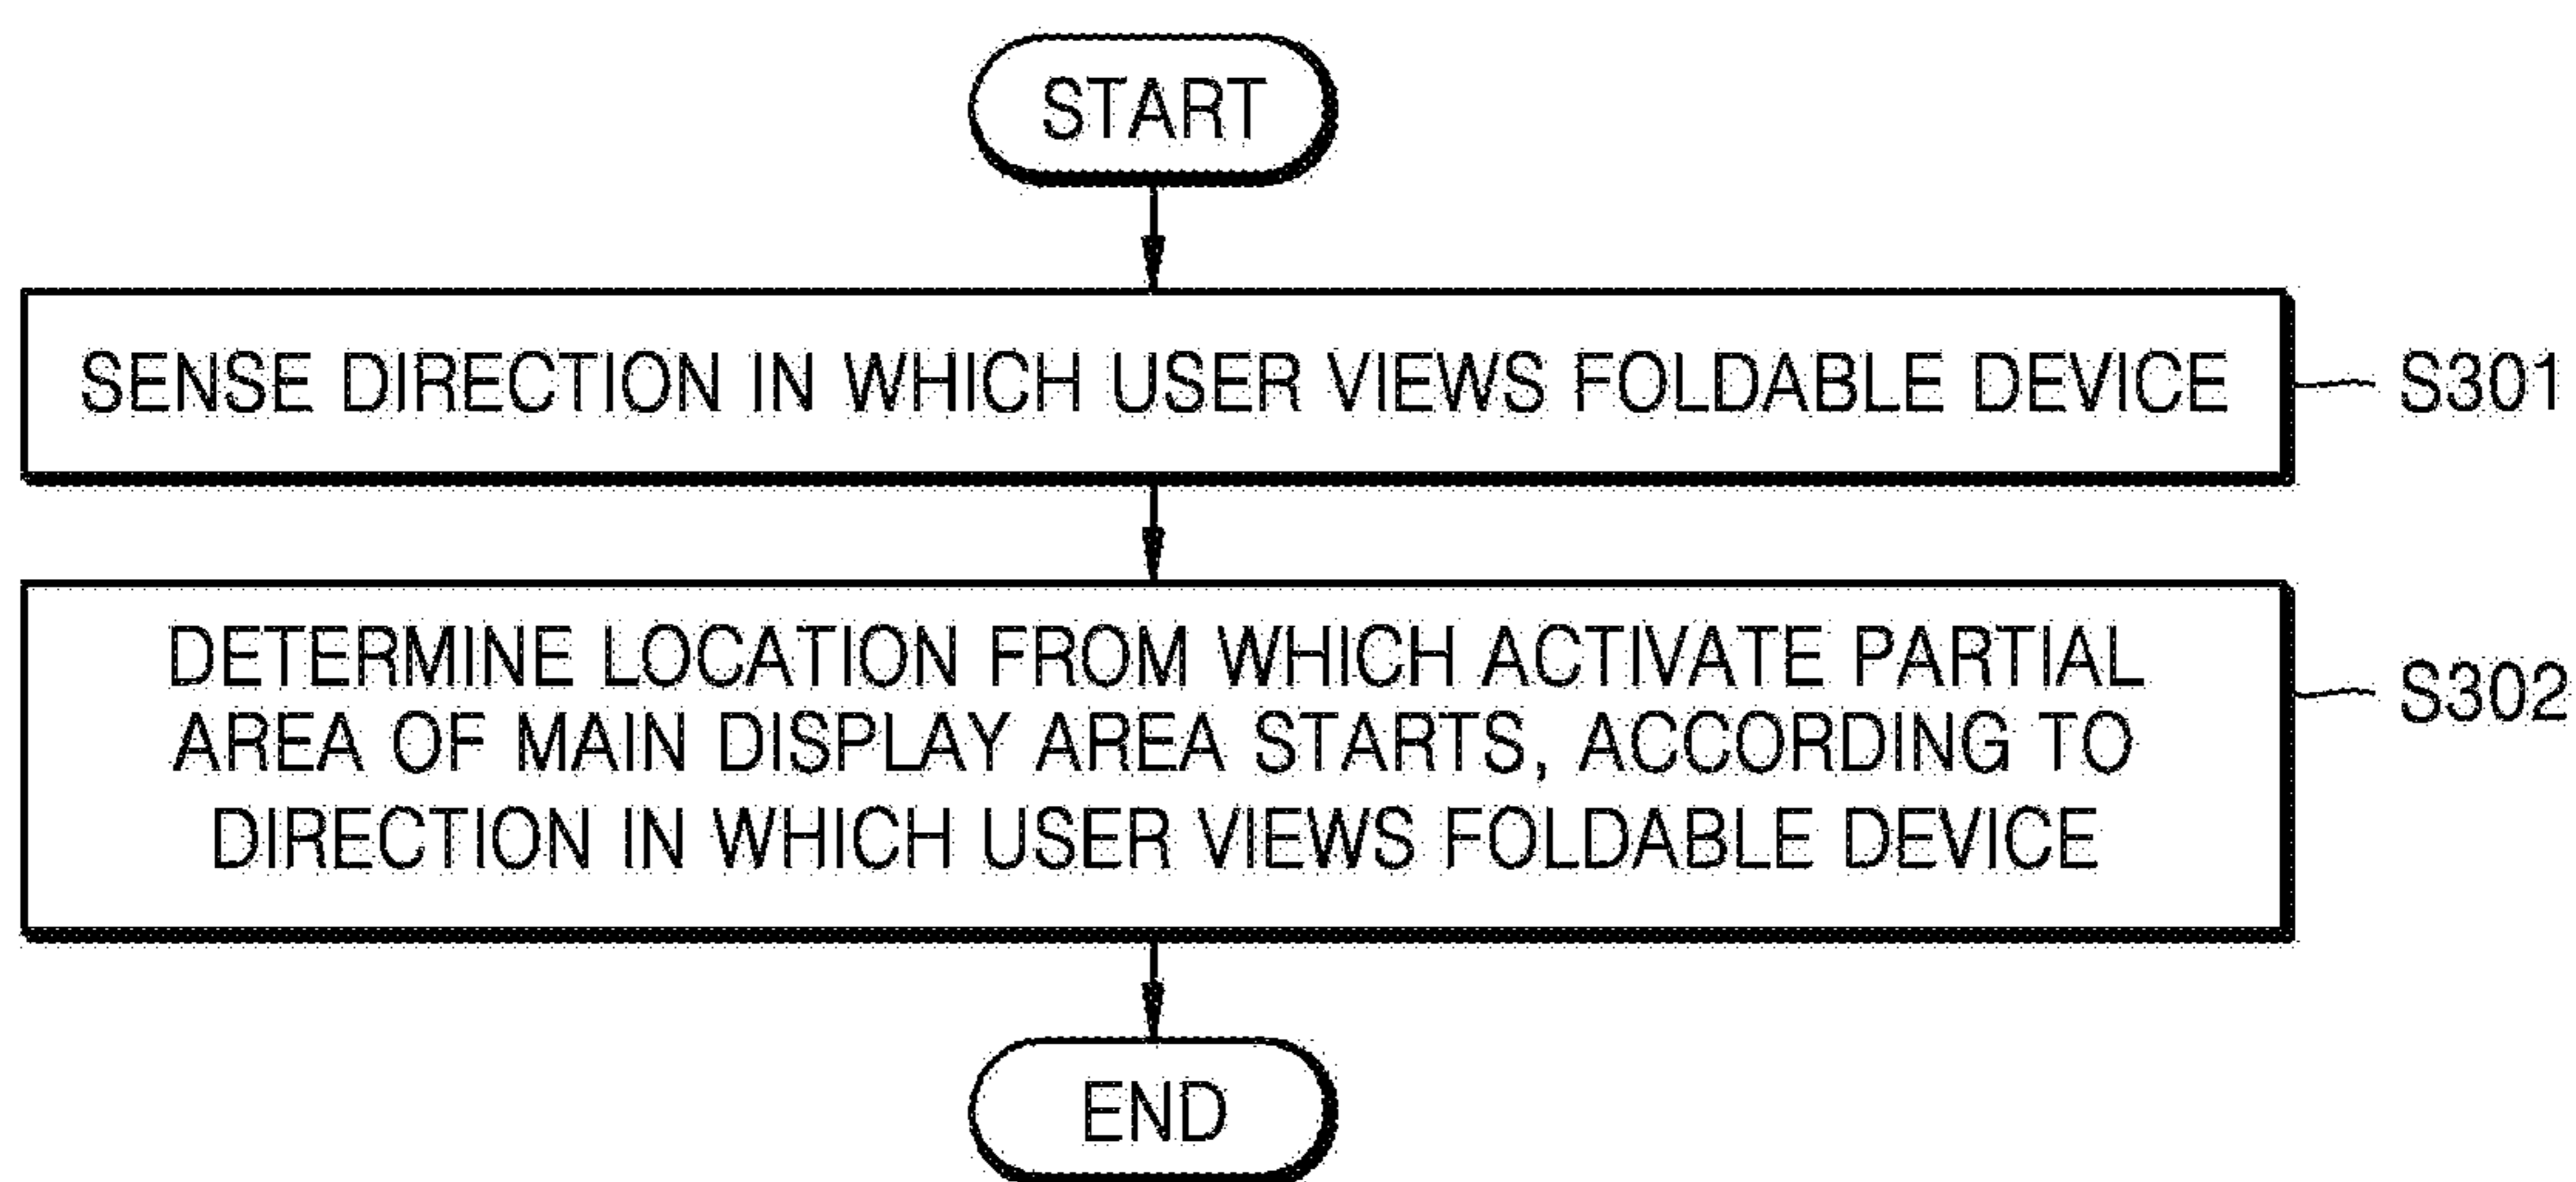 START
SENSE DIRECTION IN WHICH USER VIEWS FOLDABLE DEVICE
S301
DETERMINE LOCATION FROM WHICH ACTIVATE PARTIAL
AREA OF MAIN DISPLAY AREA STARTS, ACCORDING TO
DIRECTION IN WHICH USER VIEWS FOLDABLE DEVICE
S302
END